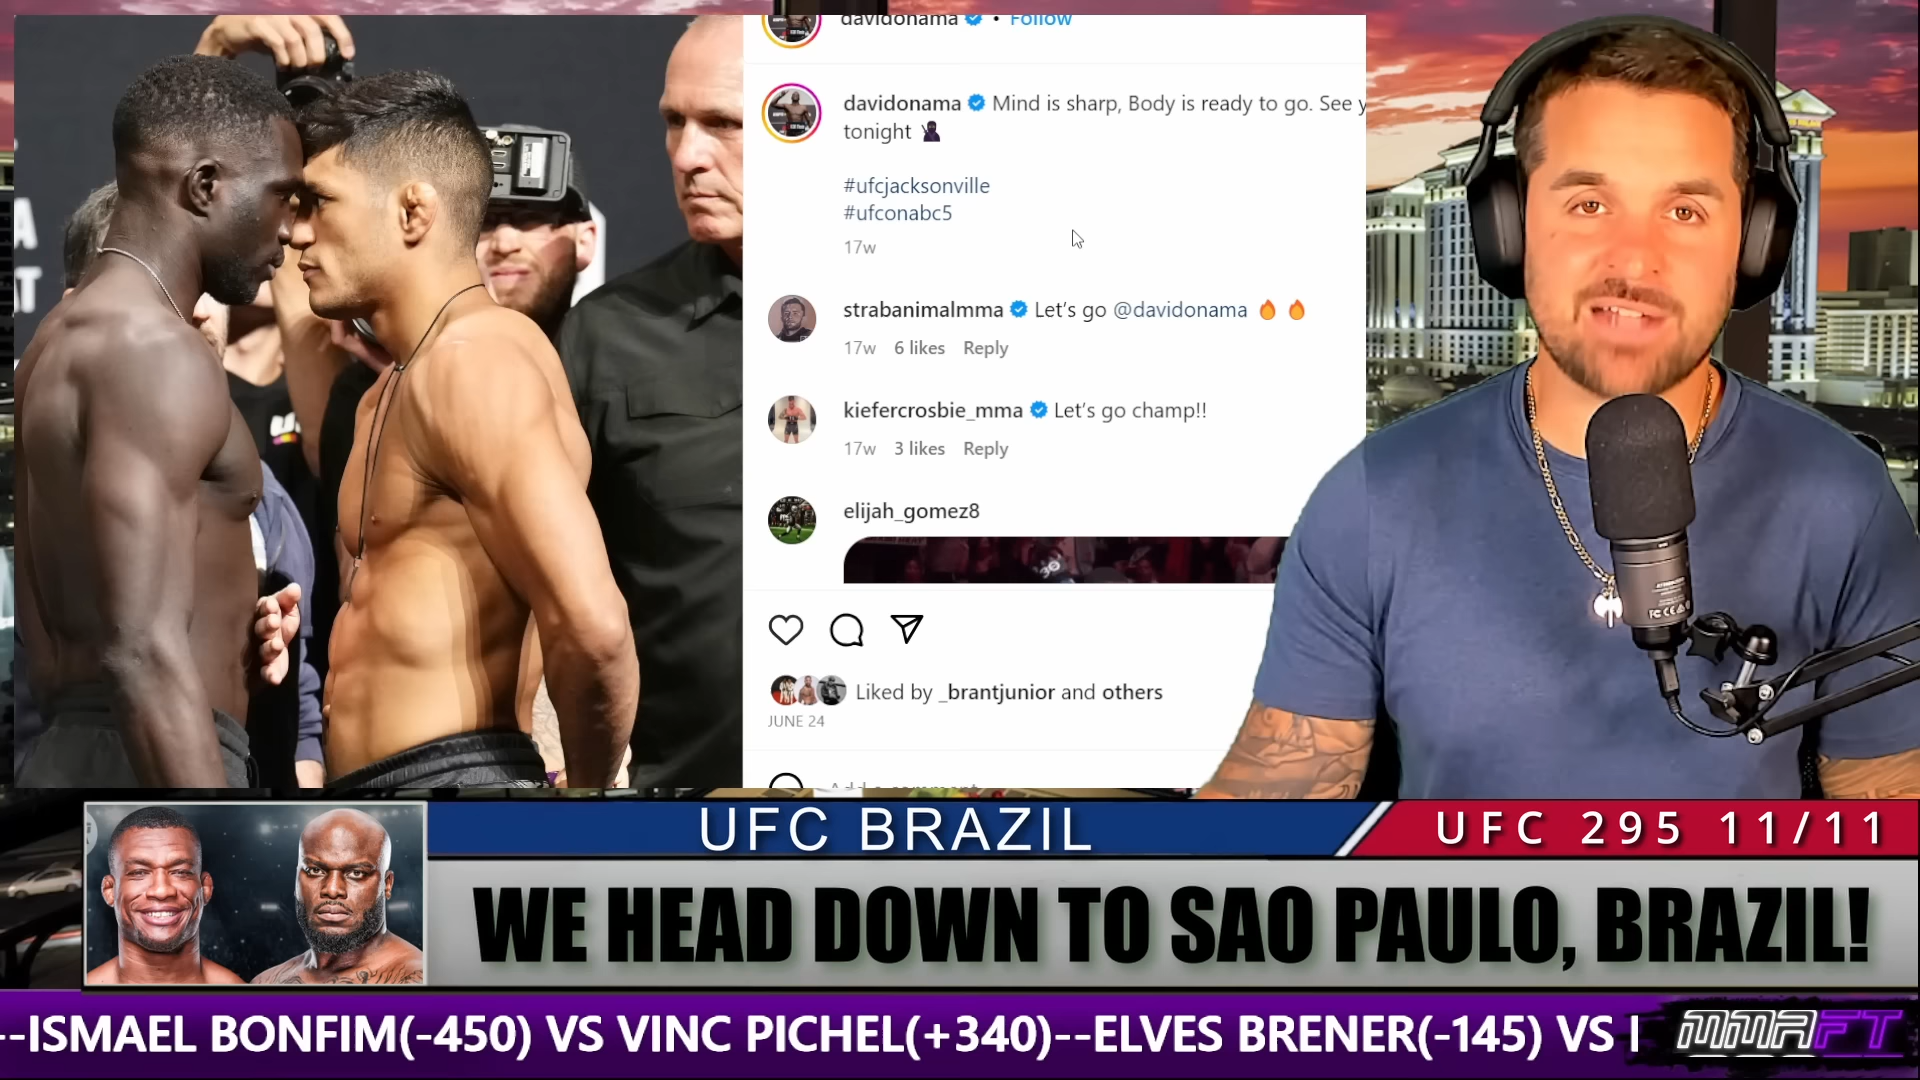 davidonama • Follow
davidonama Mind is sharp, Body is ready to go. See y
tonight
#ufcjacksonville
#ufconabc5
17w
strabanimalmma Let's go @davidonama
17w 6 likes Reply
kiefercrosbie_mma Let's go champ!!
17w 3 likes Reply
elijah_gomez8
Liked by _brantjunior and others
JUNE 24
Add a comment
UFC BRAZIL
UFC 295 11/11
WE HEAD DOWN TO SAO PAULO, BRAZIL!
--ISMAEL BONFIM(-450) VS VINC PICHEL(+340)--ELVES BRENER(-145) VS
MMAFT